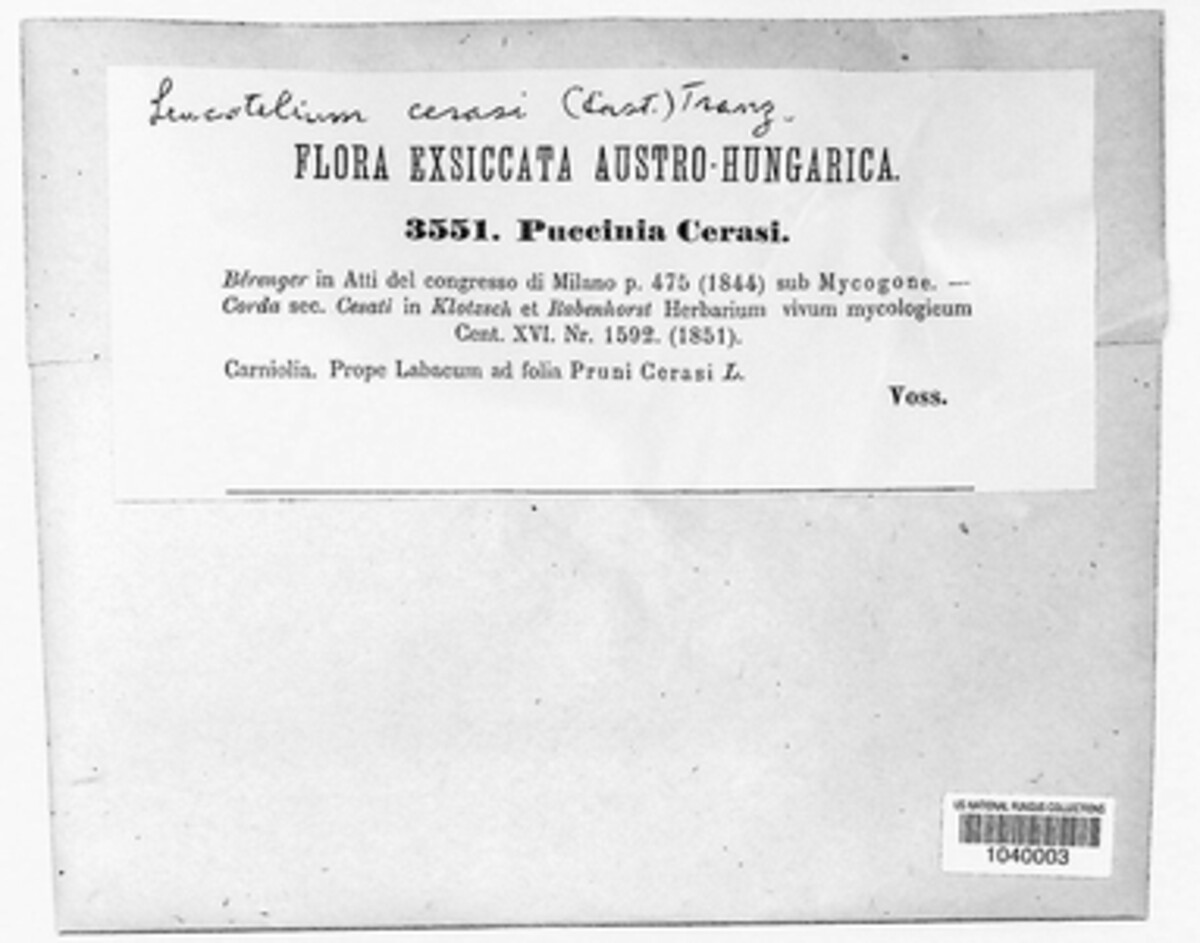 Leucotelium cerasi (Cast.) Tranz.
FLORA EXSICCATA AUSTRO-HUNGARICA.
3551. Puccinia Cerasi.
Bérenger in Atti del congresso di Milano p. 475 (1844) sub Mycogone. —
Corda sec. Cesati in Klotzsch et Rabenhorst Herbarium vivum mycologicum
Cent. XVI. Nr. 1592. (1851).
Carniolia. Prope Labacum ad folia Pruni Cerasi L.
Voss.
US NATIONAL FUNGUS COLLECTIONS
1040003